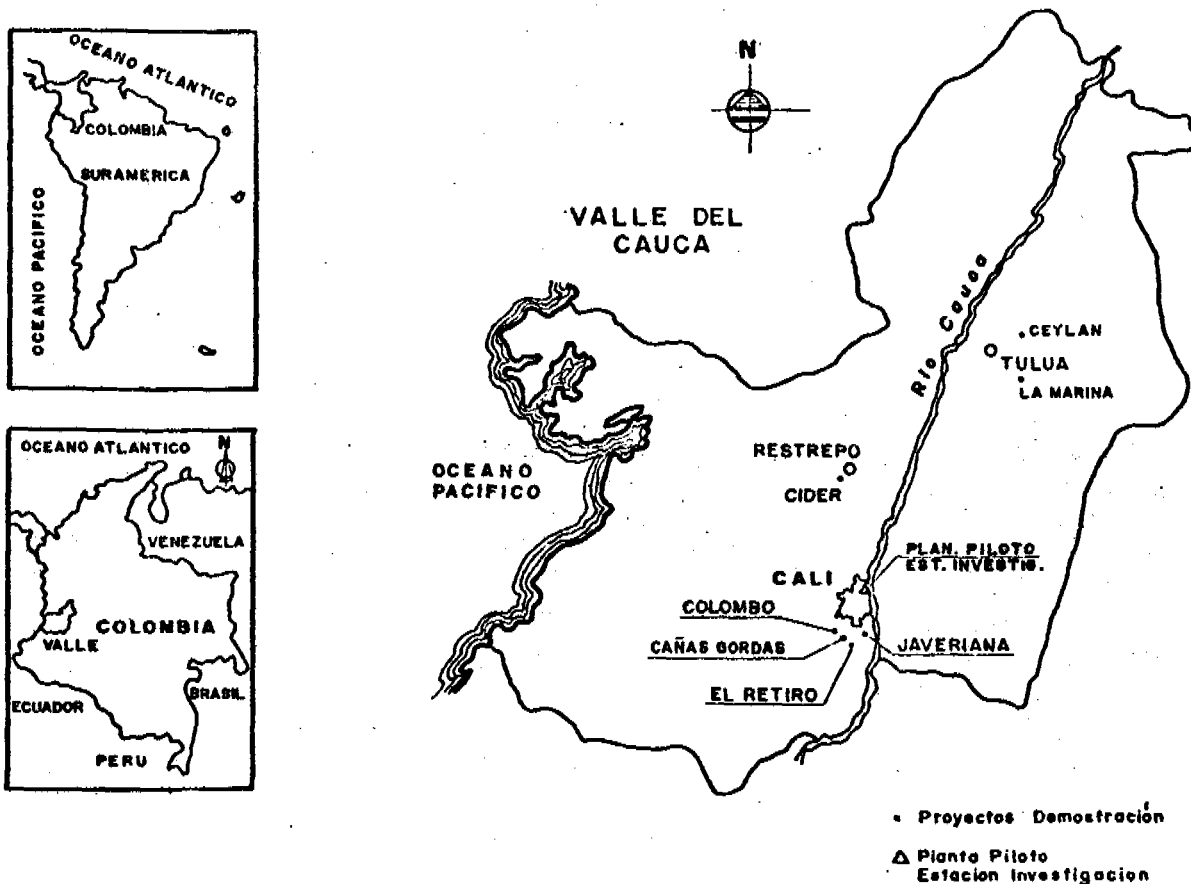 OCEANO ATLANTICO
COLOMBIA
SURAMERICA
OCEANO PACIFICO
OCEANO ATLANTICO
N
VENEZUELA
COLOMBIA
VALLE
BRASIL
ECUADOR
PERU
N
VALLE DEL
CAUCA
Rio Cauca
CEYLAN
TULUA
LA MARINA
RESTREPO
CIDER
OCEANO
PACIFICO
PLAN. PILOTO
EST. INVESTIG.
CALI
COLOMBO
CAÑAS GORDAS
JAVERIANA
EL RETIRO
Proyectos Demostración
Planta Piloto
Estacion Investigacion